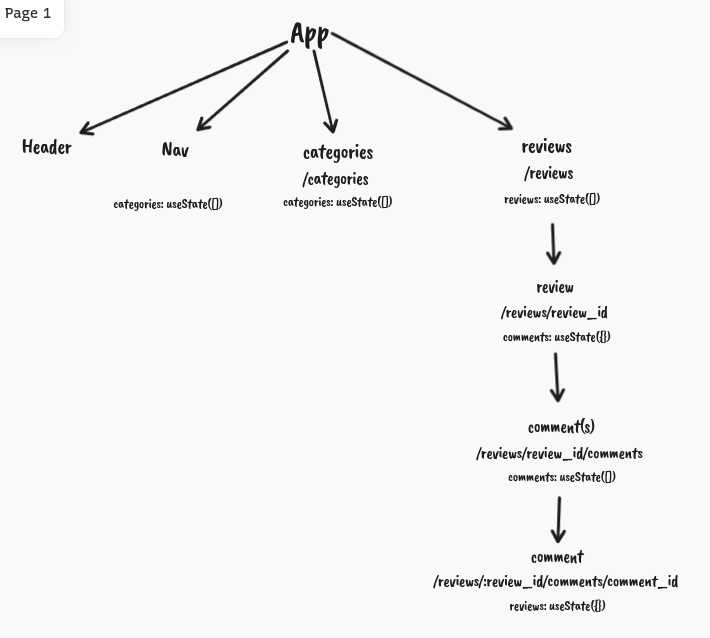 Page 1
App
Header
Nav
categories: useState([])
categories
/categories
categories: useState([])
reviews
/reviews
reviews: useState([])
review
/reviews/review_id
comments: useState({})
comment(s)
/reviews/review_id/comments
comments: useState([])
comment
/reviews/:review_id/comments/comment_id
reviews: useState({})